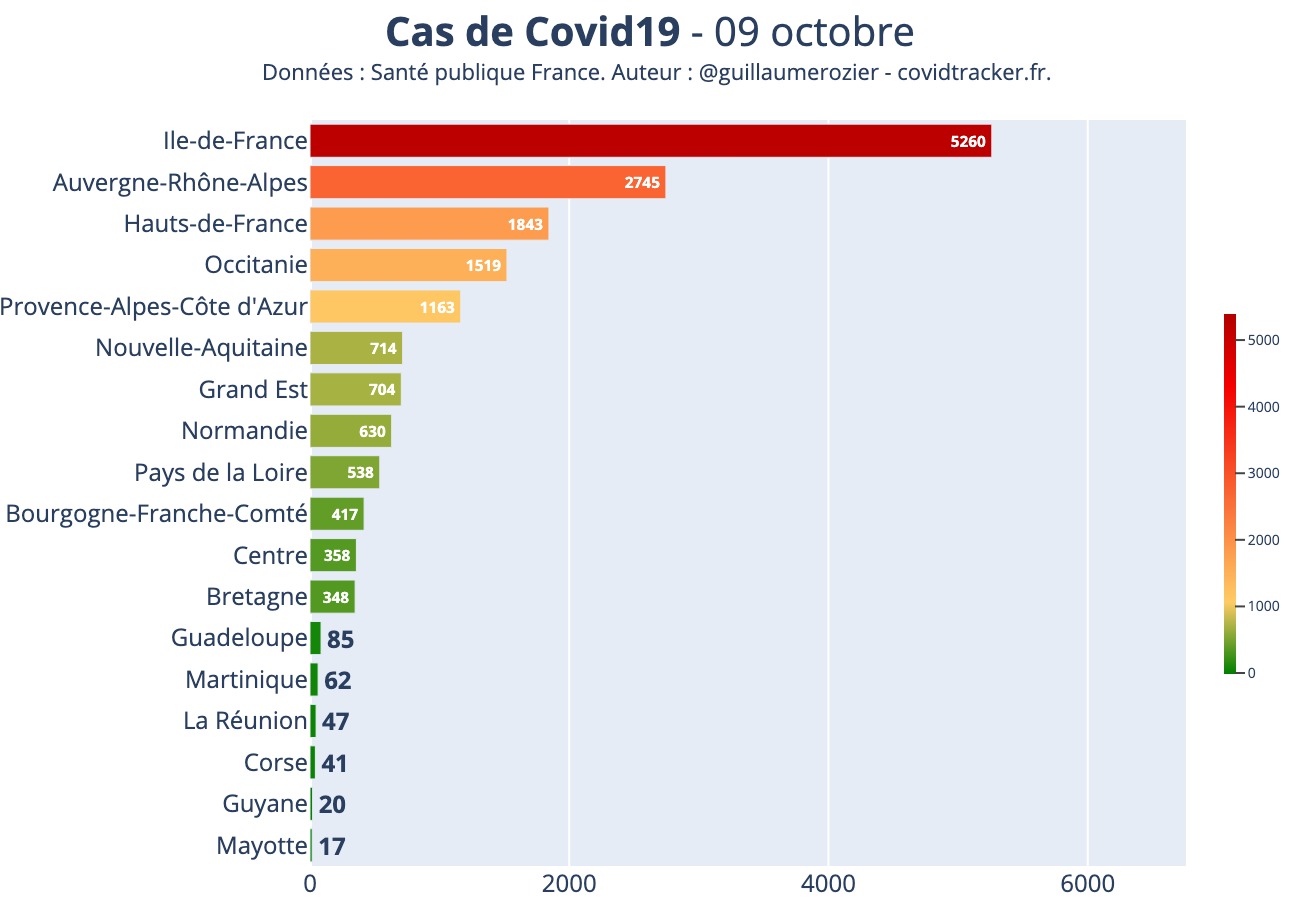 Cas de Covid19 - 09 octobre
Données : Santé publique France. Auteur : @guillaumerozier - covidtracker.fr.
Ile-de-France 5260
Auvergne-Rhône-Alpes 2745
Hauts-de-France 1843
Occitanie 1519
Provence-Alpes-Côte d'Azur 1163
Nouvelle-Aquitaine 714
Grand Est 704
Normandie 630
Pays de la Loire 538
Bourgogne-Franche-Comté 417
Centre 358
Bretagne 348
Guadeloupe 85
Martinique 62
La Réunion 47
Corse 41
Guyane 20
Mayotte 17
0 2000 4000 6000
5000
4000
3000
2000
1000
0